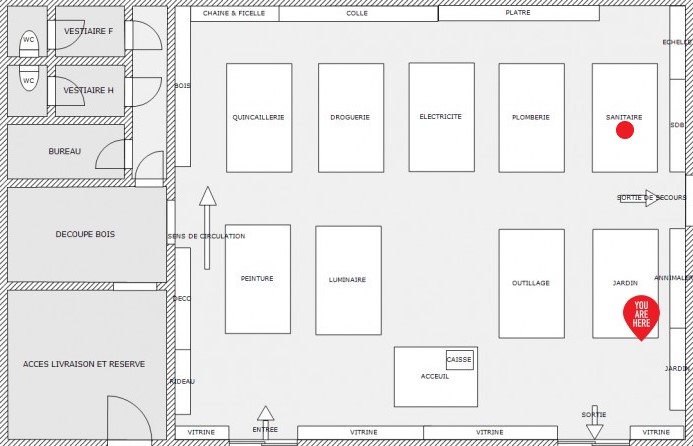 CHAINE & FICELLE
COLLE
PLATRE
WC
VESTIAIRE F
ECHELLE
WC
VESTIAIRE H
BOIS
QUINCAILLERIE
DROGUERIE
ELECTRICITE
PLOMBERIE
SANITAIRE
SDB
BUREAU
SORTIE DE SECOURS
DECOUPE BOIS
SENS DE CIRCULATION
PEINTURE
LUMINAIRE
OUTILLAGE
JARDIN
ANNIMALER
DECO
YOU
ARE
HERE
ACCES LIVRAISON ET RESERVE
RIDEAU
CAISSE
ACCEUIL
JARDIN
SORTIE
VITRINE
ENTREE
VITRINE
VITRINE
VITRINE